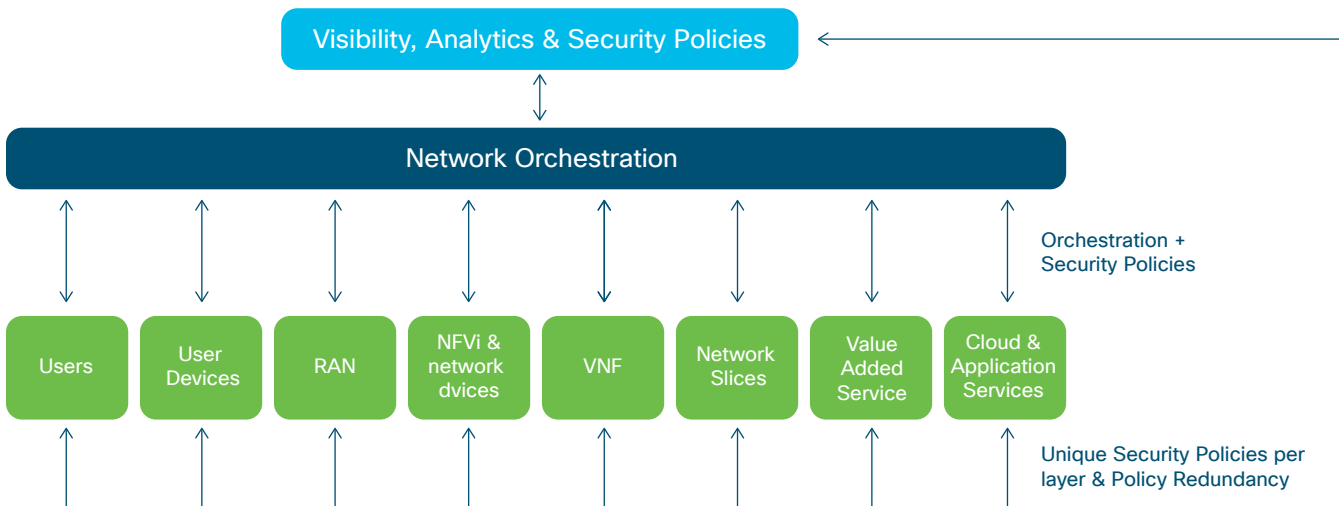 Visibility, Analytics & Security Policies
Network Orchestration
Orchestration +
Security Policies
Users
User
Devices
RAN
NFVi &
network
dvices
VNF
Network
Slices
Value
Added
Service
Cloud &
Application
Services
Unique Security Policies per
layer & Policy Redundancy